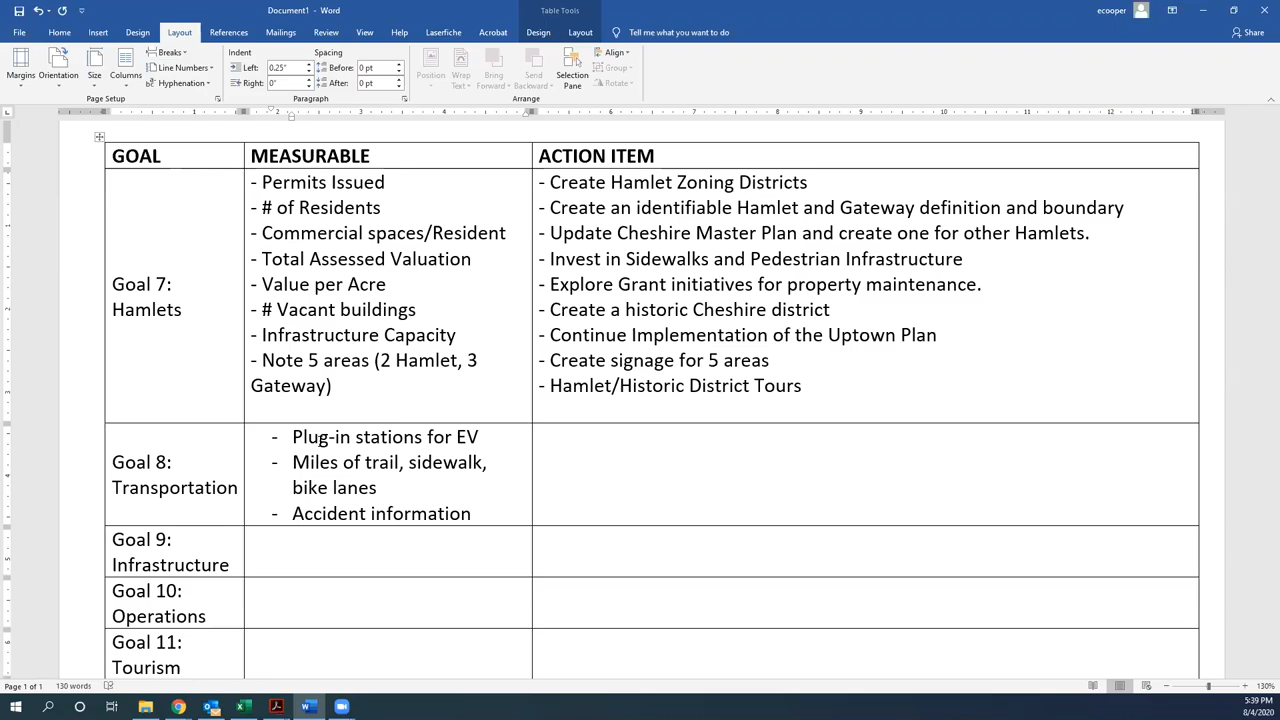 Document1 - Word
Table Tools
ecooper
File
Home
Insert
Design
Layout
References
Mailings
Review
View
Help
Laserfiche
Acrobat
Design
Layout
Tell me what you want to do
Share
Margins
Orientation
Size
Columns
Breaks
Line Numbers
Hyphenation
Page Setup
Indent
Left: 0.25"
Right: 0"
Spacing
Before: 0 pt
After: 0 pt
Paragraph
Position
Wrap Text
Bring Forward
Send Backward
Selection Pane
Align
Group
Rotate
Arrange
GOAL
MEASURABLE
ACTION ITEM
Goal 7:
Hamlets
- Permits Issued
- # of Residents
- Commercial spaces/Resident
- Total Assessed Valuation
- Value per Acre
- # Vacant buildings
- Infrastructure Capacity
- Note 5 areas (2 Hamlet, 3
Gateway)
- Create Hamlet Zoning Districts
- Create an identifiable Hamlet and Gateway definition and boundary
- Update Cheshire Master Plan and create one for other Hamlets.
- Invest in Sidewalks and Pedestrian Infrastructure
- Explore Grant initiatives for property maintenance.
- Create a historic Cheshire district
- Continue Implementation of the Uptown Plan
- Create signage for 5 areas
- Hamlet/Historic District Tours
Goal 8:
Transportation
- Plug-in stations for EV
- Miles of trail, sidewalk,
bike lanes
- Accident information
Goal 9:
Infrastructure
Goal 10:
Operations
Goal 11:
Tourism
Page 1 of 1
130 words
130%
5:39 PM
8/4/2020